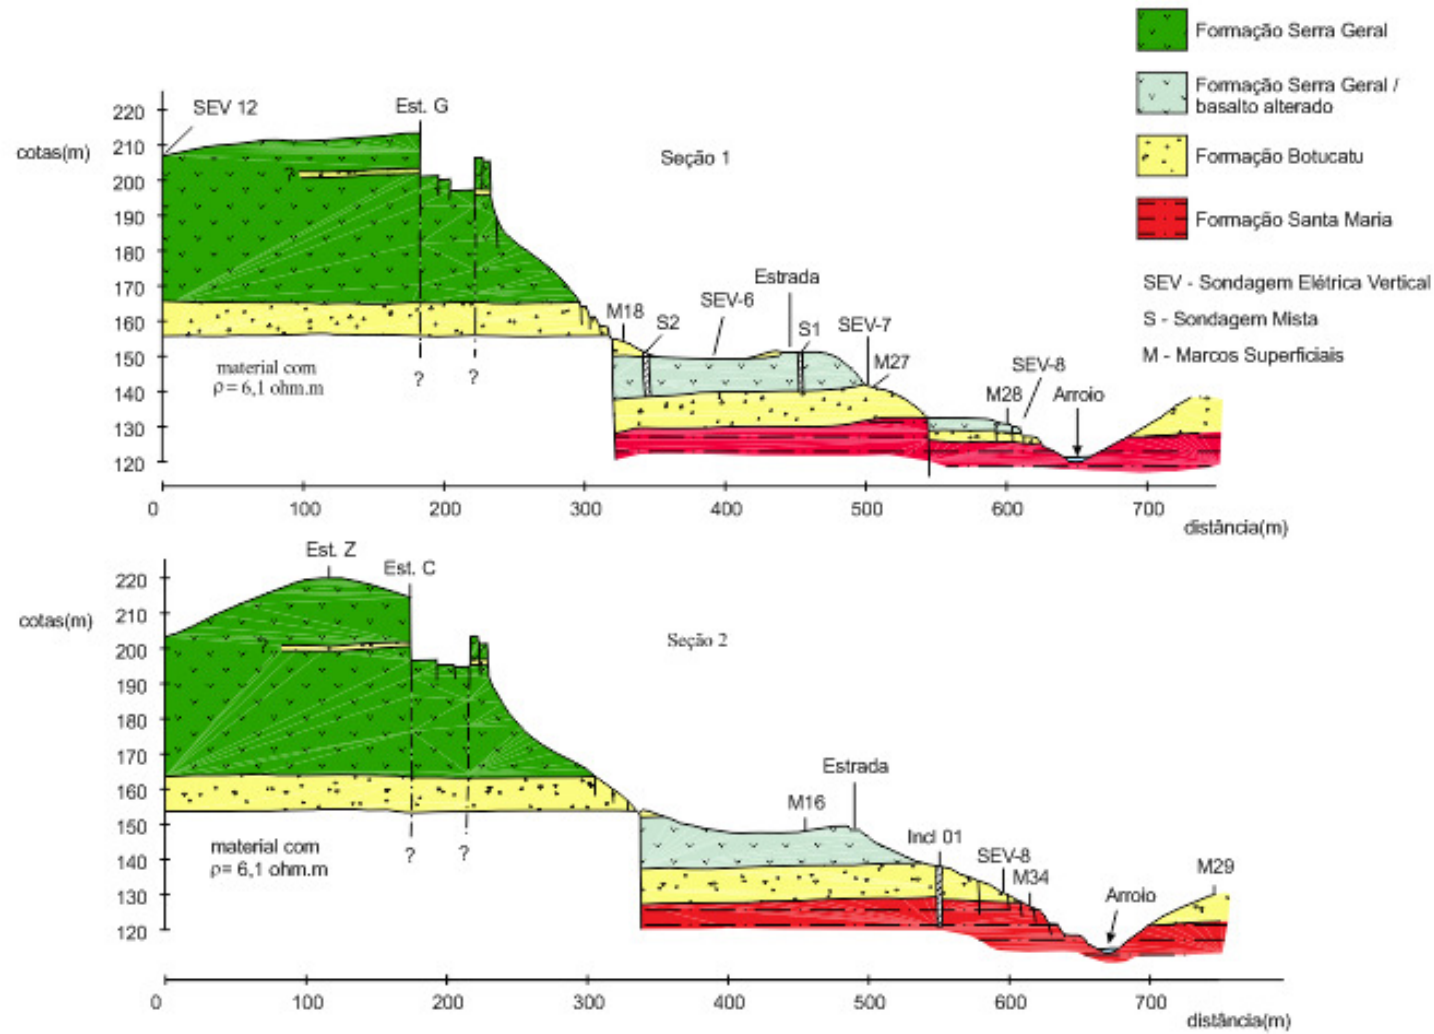 Formação Serra Geral
Formação Serra Geral /
basalto alterado
Formação Botucatu
Formação Santa Maria
SEV - Sondagem Elétrica Vertical
S - Sondagem Mista
M - Marcos Superficiais
cotas(m)
220
210
200
190
180
170
160
150
140
130
120
SEV 12
Est. G
Seção 1
?
M18
S2
SEV-6
Estrada
S1
SEV-7
M27
SEV-8
M28
Arroio
material com
ρ = 6,1 ohm.m
? ?
0 100 200 300 400 500 600 700
distância(m)
cotas(m)
220
210
200
190
180
170
160
150
140
130
120
Est. Z
Est. C
Seção 2
?
Estrada
M16
Incl 01
SEV-8
M34
Arroio
M29
material com
ρ= 6,1 ohm.m
? ?
0 100 200 300 400 500 600 700
distância(m)